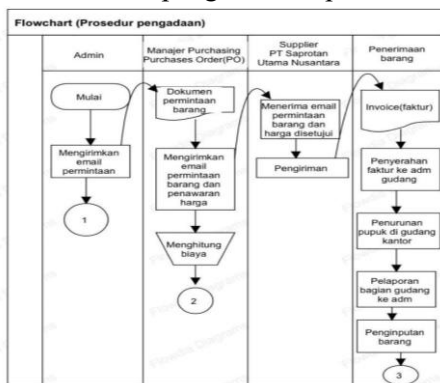 Flowchart (Prosedur pengadaan)
Admin
Manajer Purchasing
Purchases Order(PO)
Supplier
PT Saprotan
Utama Nusantara
Penerimaan
barang
Mulai
Mengirimkan
email
permintaan
1
Dokumen
permintaan
barang
Mengirimkan
email
permintaan
barang dan
penawaran
harga
Menghitung
biaya
2
Menerima email
permintaan
barang dan
harga disetujui
Pengiriman
Invoice(faktur)
Penyerahan
faktur ke adm
gudang
Penurunan
pupuk di gudang
kantor
Pelaporan
bagian gudang
ke adm
Penginputan
barang
3